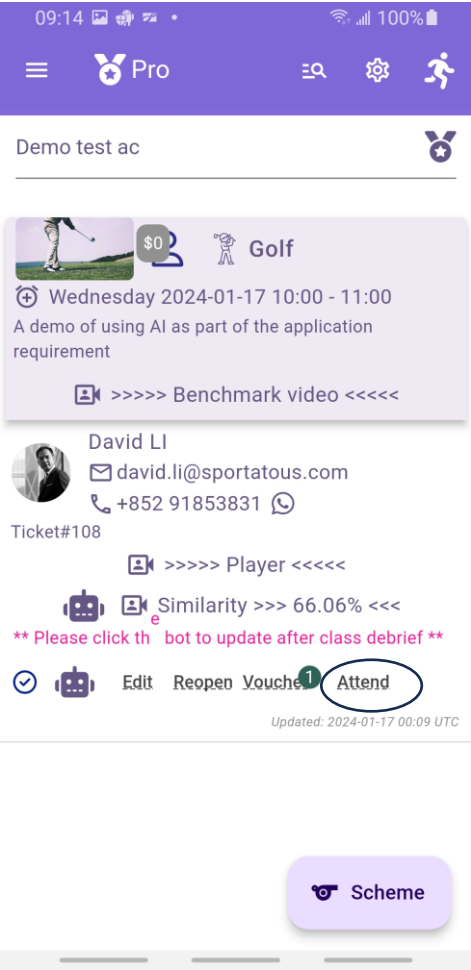 09:14 100%
Pro
Demo test ac
$0 Golf
Wednesday 2024-01-17 10:00 - 11:00
A demo of using AI as part of the application
requirement
>>>>> Benchmark video <<<<<
David LI
david.li@sportatous.com
+852 91853831
Ticket#108
>>>>> Player <<<<<
Similarity >>> 66.06% <<<
** Please click the bot to update after class debrief **
Edit Reopen Voucher 1 Attend
Updated: 2024-01-17 00:09 UTC
Scheme